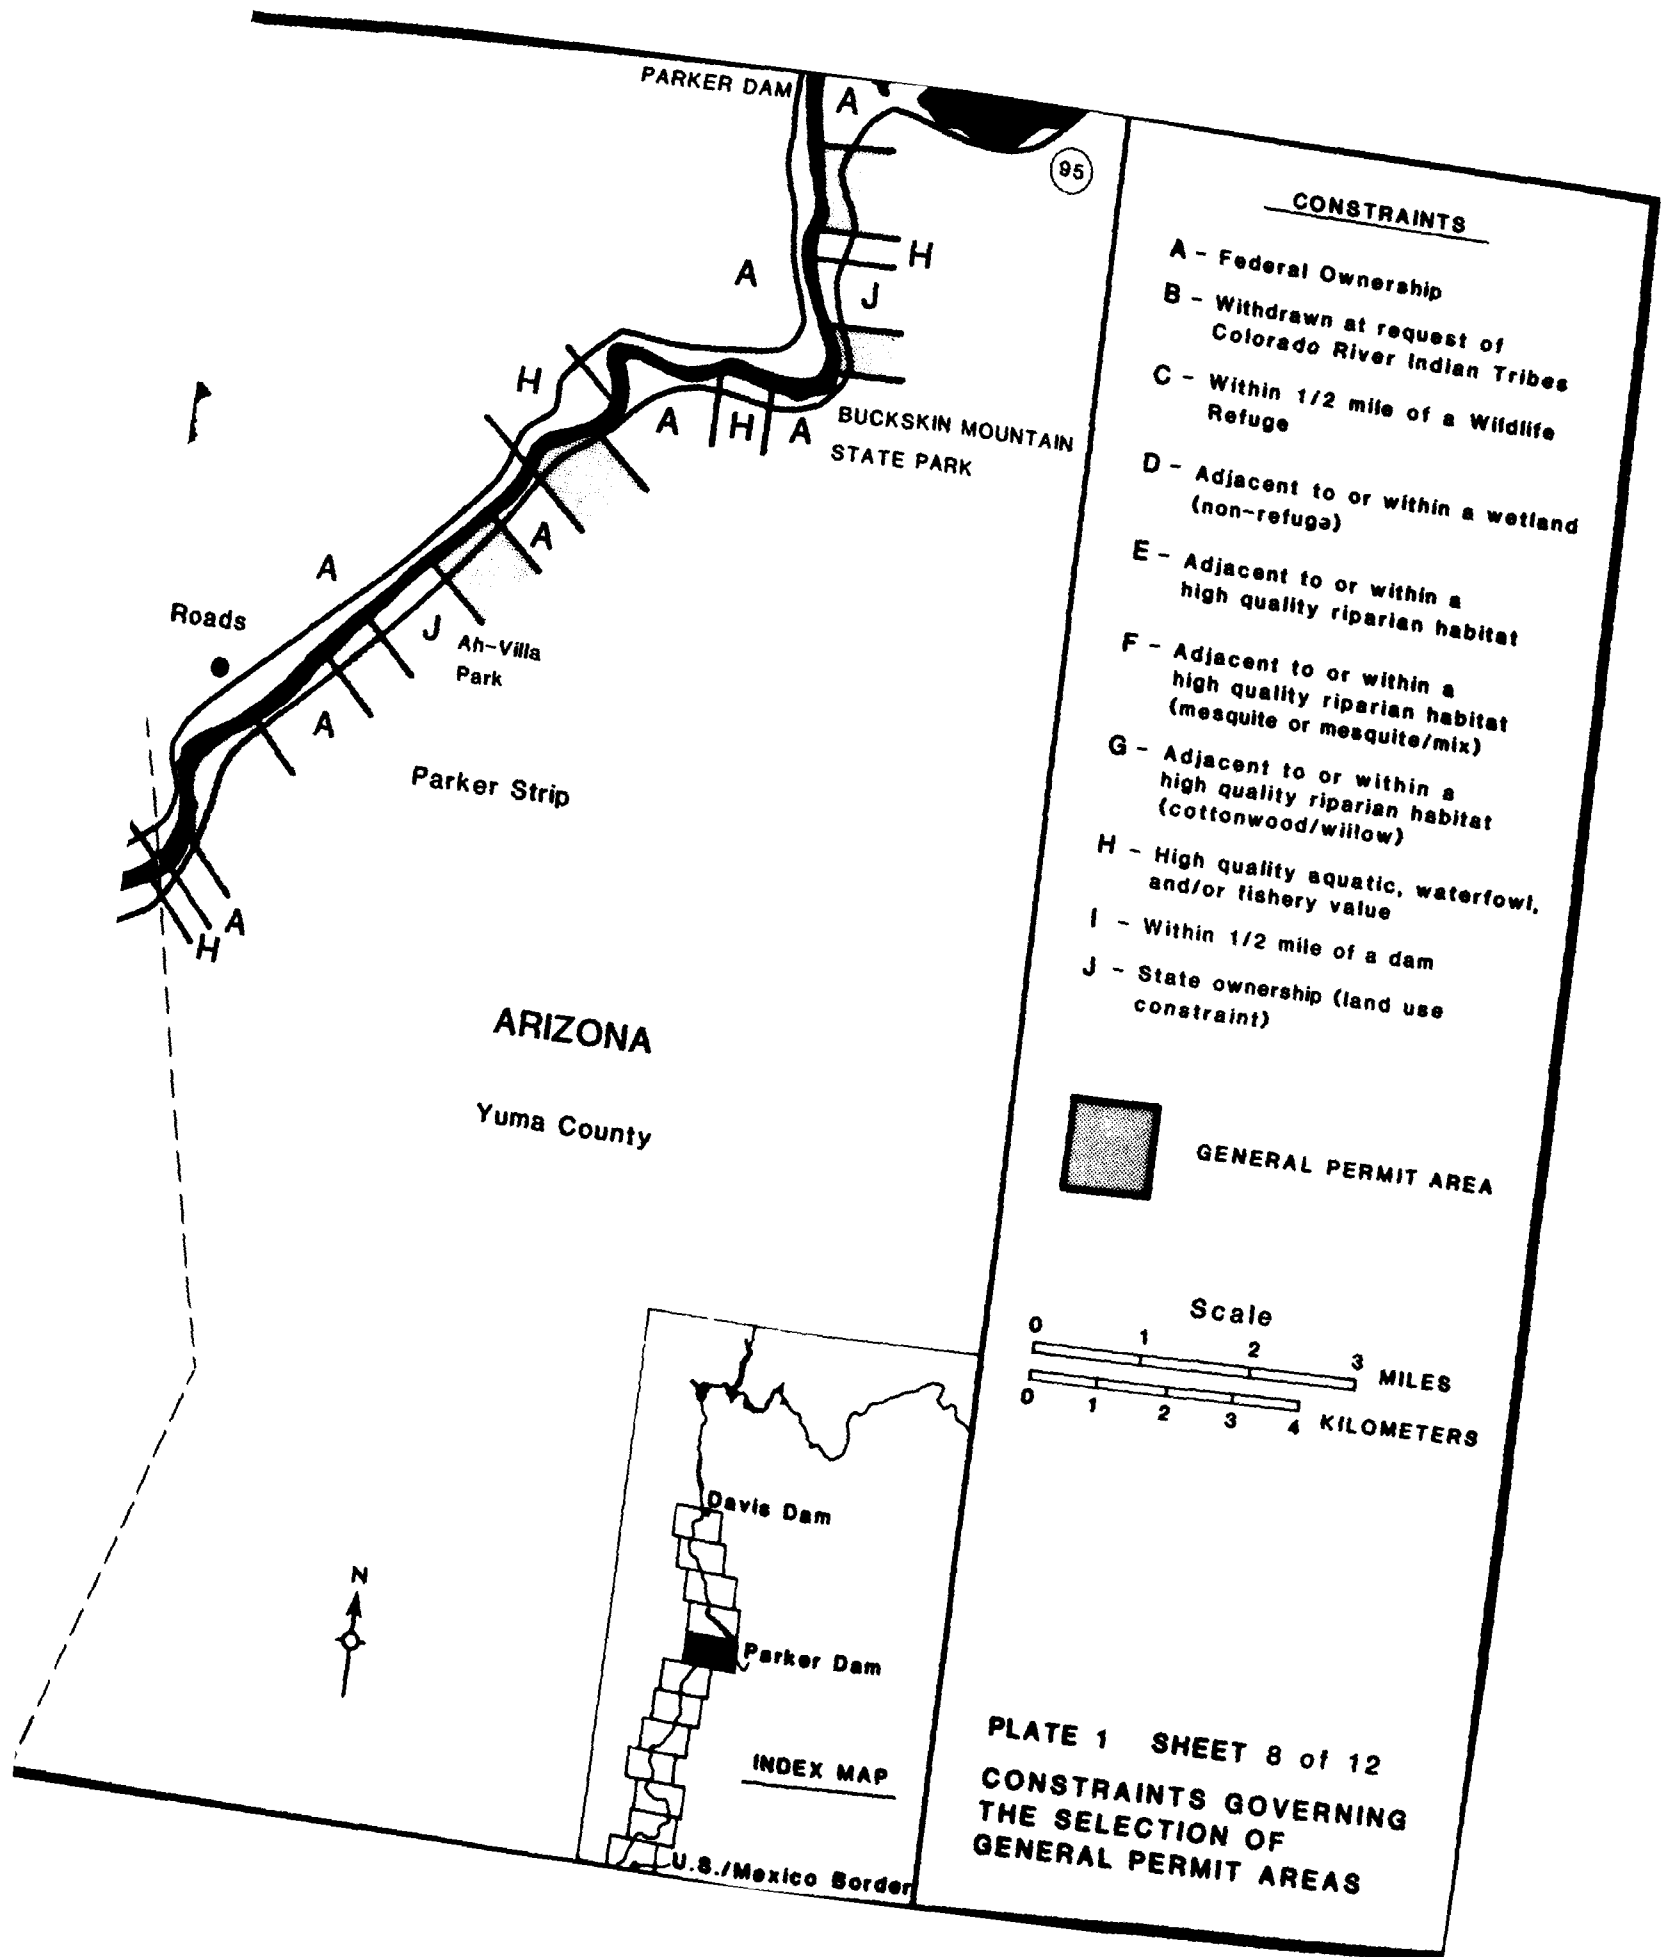 PARKER DAM
A
95
H
A
J
H
A
H
A
BUCKSKIN MOUNTAIN
STATE PARK
A
A
Roads
J
Ah-Villa
Park
A
Parker Strip
A
H
ARIZONA
Yuma County
N
Davis Dam
Parker Dam
INDEX MAP
U.S./Mexico Border
CONSTRAINTS
A - Federal Ownership
B - Withdrawn at request of
Colorado River Indian Tribes
C - Within 1/2 mile of a Wildlife
Refuge
D - Adjacent to or within a wetland
(non-refuge)
E - Adjacent to or within a
high quality riparian habitat
F - Adjacent to or within a
high quality riparian habitat
(mesquite or mesquite/mix)
G - Adjacent to or within a
high quality riparian habitat
(cottonwood/willow)
H - High quality aquatic, waterfowl,
and/or fishery value
I - Within 1/2 mile of a dam
J - State ownership (land use
constraint)
GENERAL PERMIT AREA
Scale
0 1 2 3 MILES
0 1 2 3 4 KILOMETERS
PLATE 1 SHEET 8 of 12
CONSTRAINTS GOVERNING
THE SELECTION OF
GENERAL PERMIT AREAS